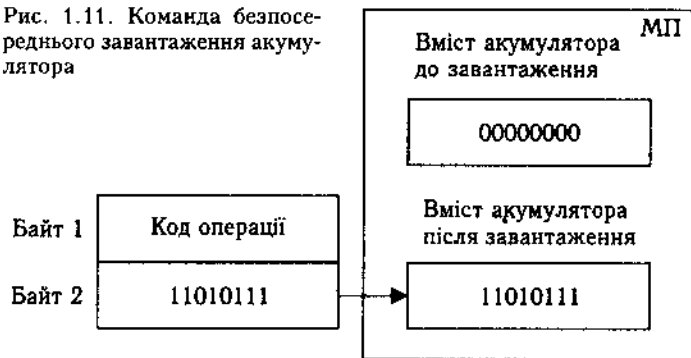 Рис. 1.11. Команда безпосе-
реднього завантаження акуму-
лятора
МП
Вміст акумулятора
до завантаження
00000000
Байт 1
Код операції
Вміст акумулятора
після завантаження
Байт 2
11010111
11010111